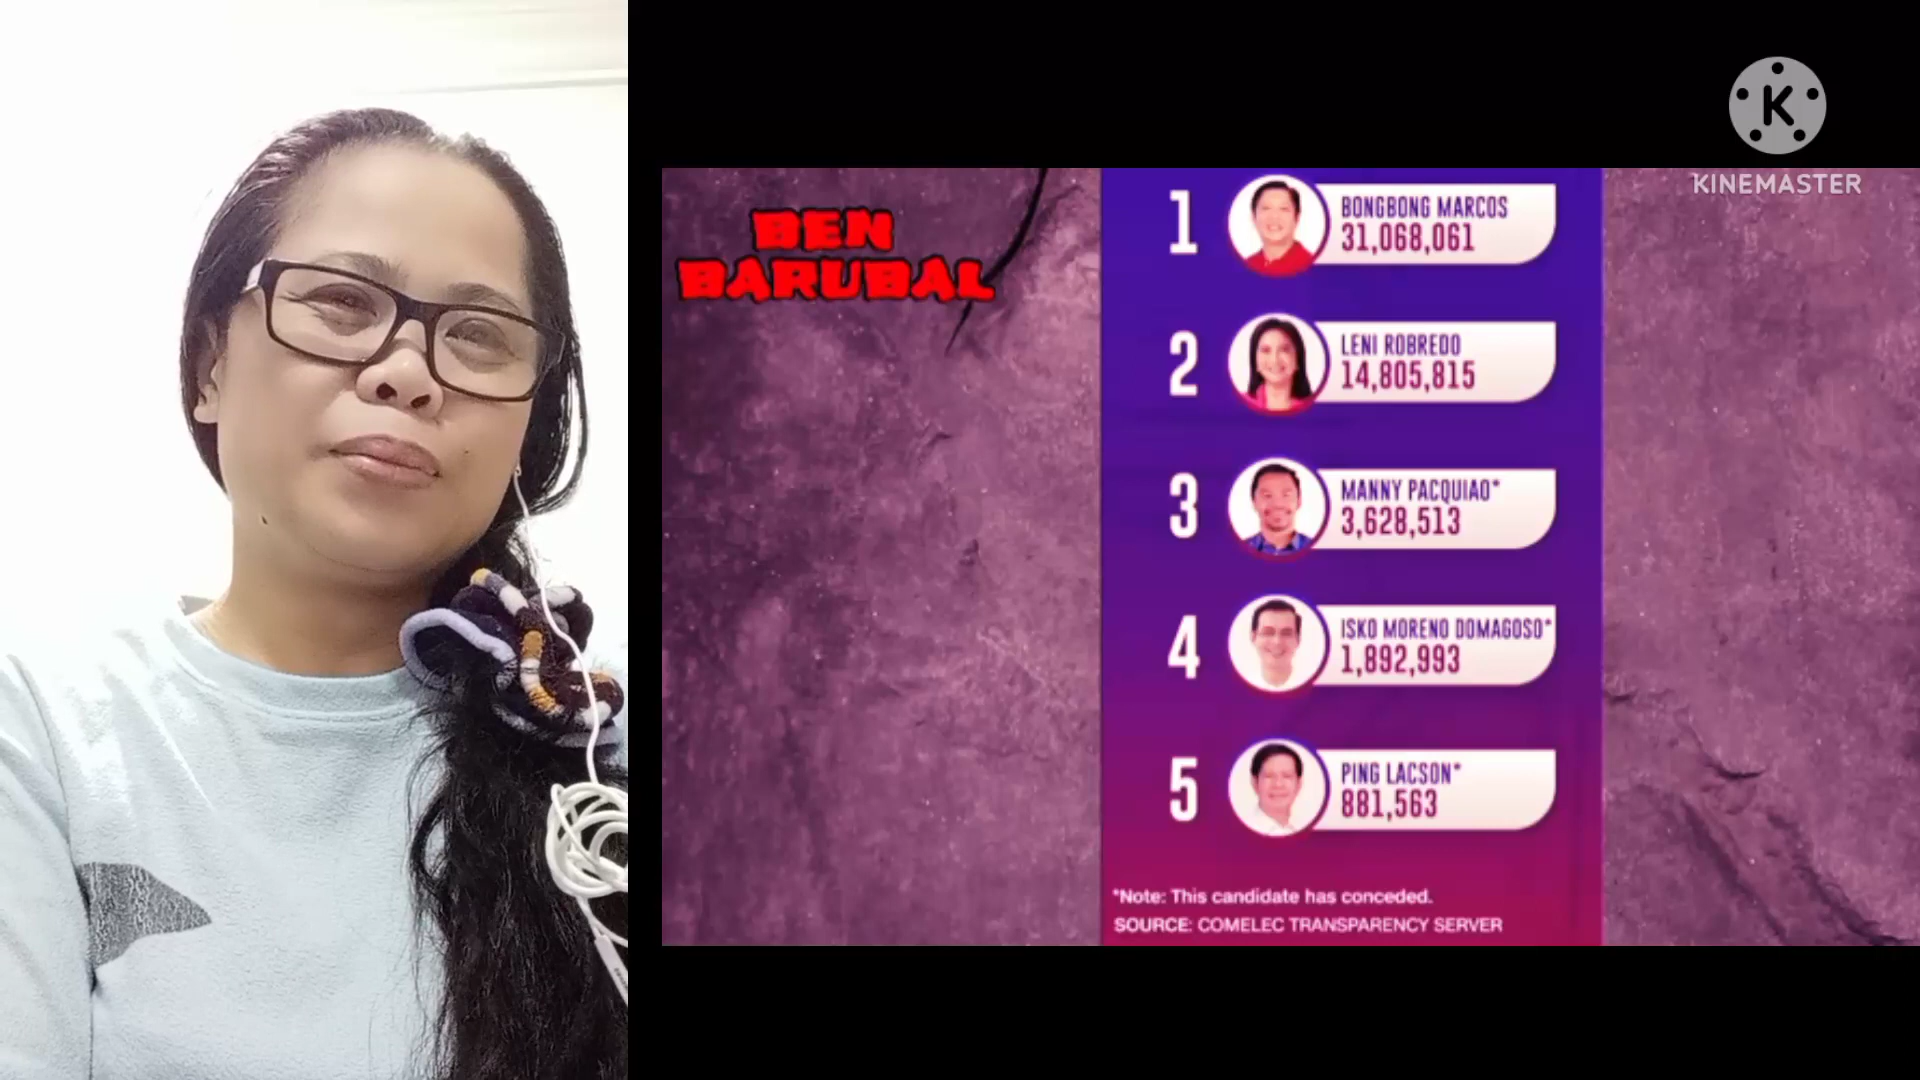 K
KINEMASTER
BEN
BARUBAL
1
BONGBONG MARCOS
31,068,061
2
LENI ROBREDO
14,805,815
3
MANNY PACQUIAO*
3,628,513
4
ISKO MORENO DOMAGOSO*
1,892,993
5
PING LACSON*
881,563
*Note: This candidate has conceded.
SOURCE: COMELEC TRANSPARENCY SERVER